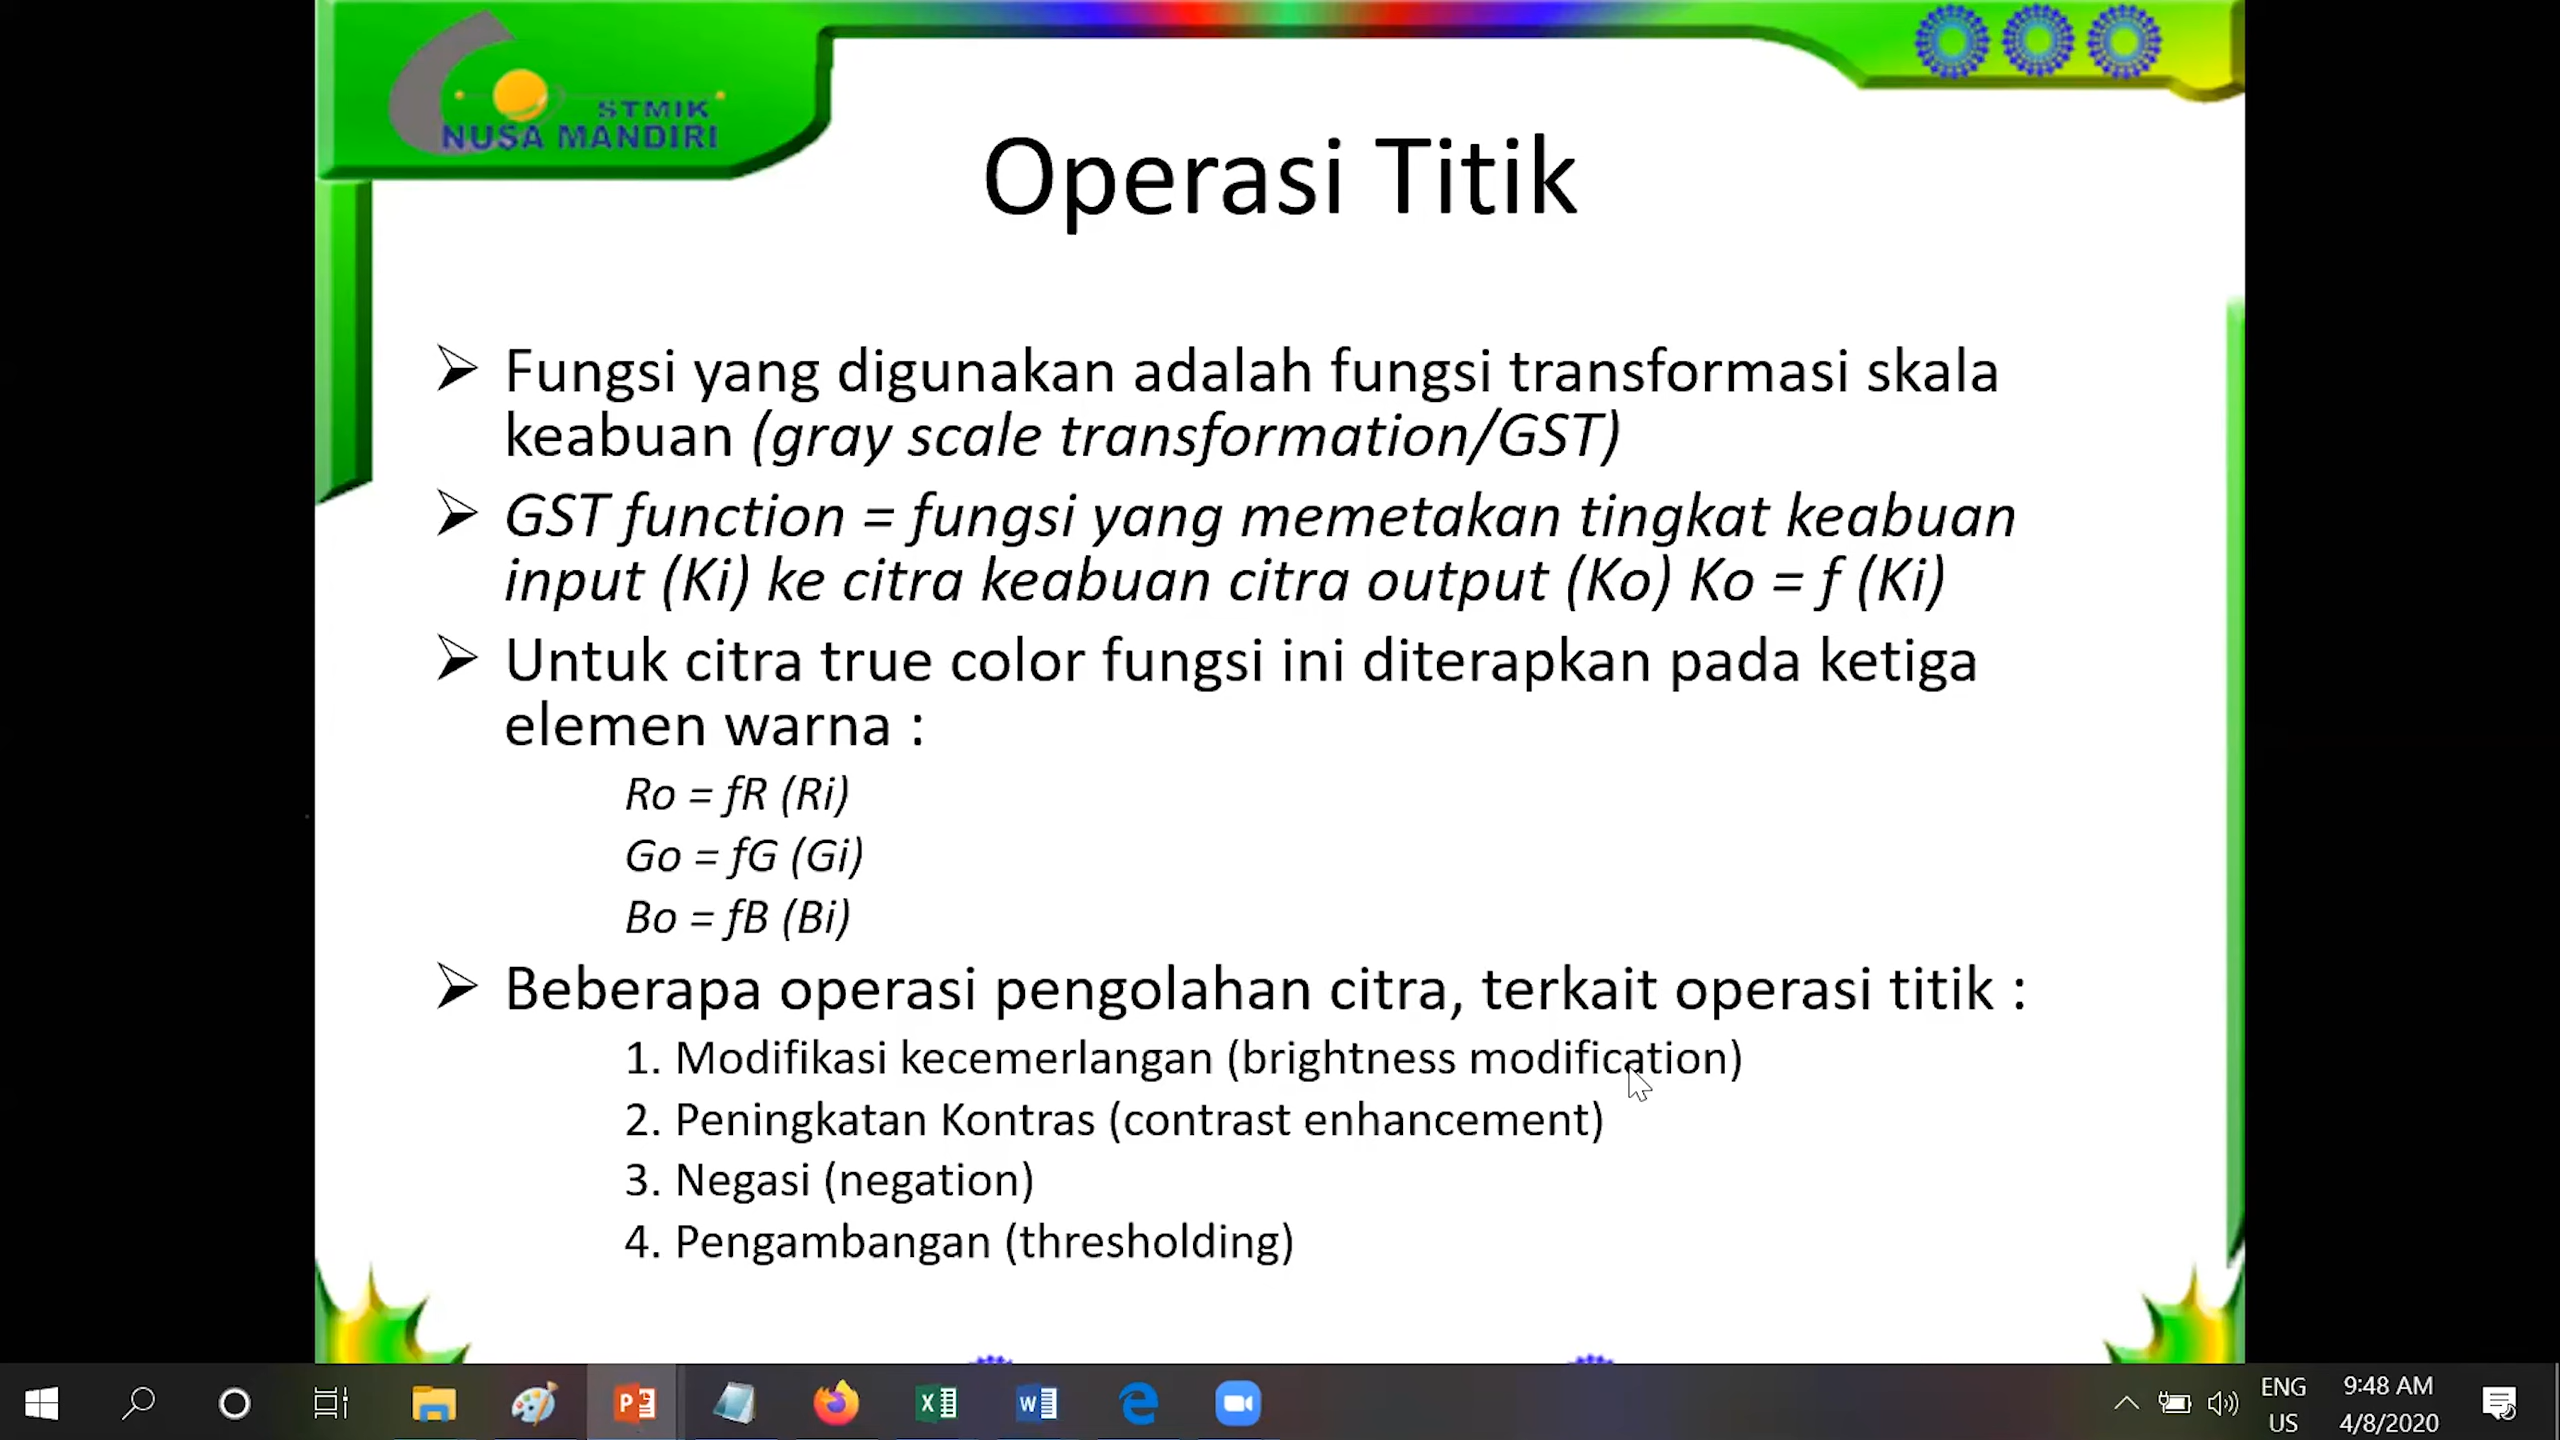 STMIK
NUSA MANDIRI
Operasi Titik
Fungsi yang digunakan adalah fungsi transformasi skala
keabuan (gray scale transformation/GST)
GST function = fungsi yang memetakan tingkat keabuan
input (Ki) ke citra keabuan citra output (Ko) Ko = f (Ki)
Untuk citra true color fungsi ini diterapkan pada ketiga
elemen warna :
Ro = fR (Ri)
Go = fG (Gi)
Bo = fB (Bi)
Beberapa operasi pengolahan citra, terkait operasi titik :
1. Modifikasi kecemerlangan (brightness modification)
2. Peningkatan Kontras (contrast enhancement)
3. Negasi (negation)
4. Pengambangan (thresholding)
ENG
US
9:48 AM
4/8/2020